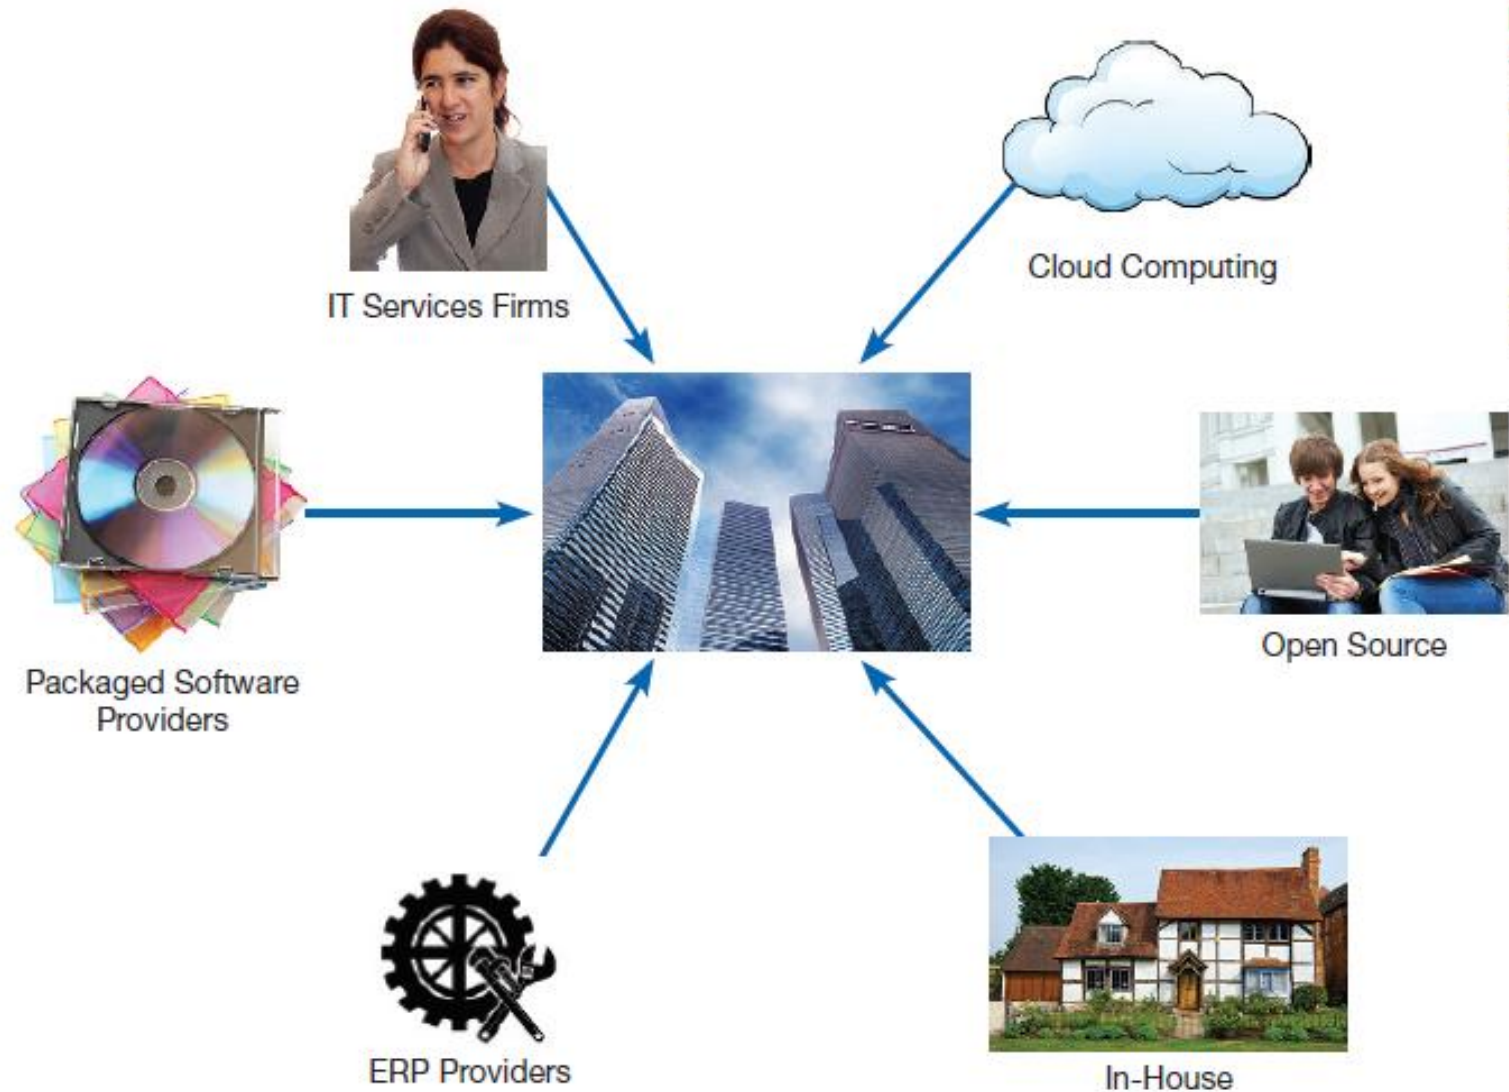 IT Services Firms
Cloud Computing
Packaged Software
Providers
Open Source
ERP Providers
In-House